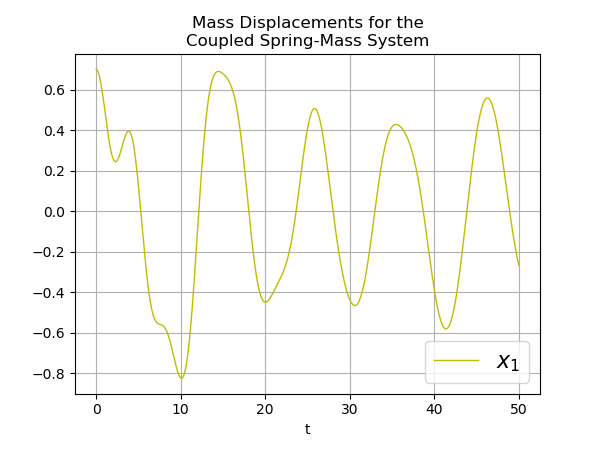 Mass Displacements for the
Coupled Spring-Mass System
0.6
0.4
0.2
0.0
−0.2
−0.4
−0.6
−0.8
x₁
0 10 20 30 40 50
t